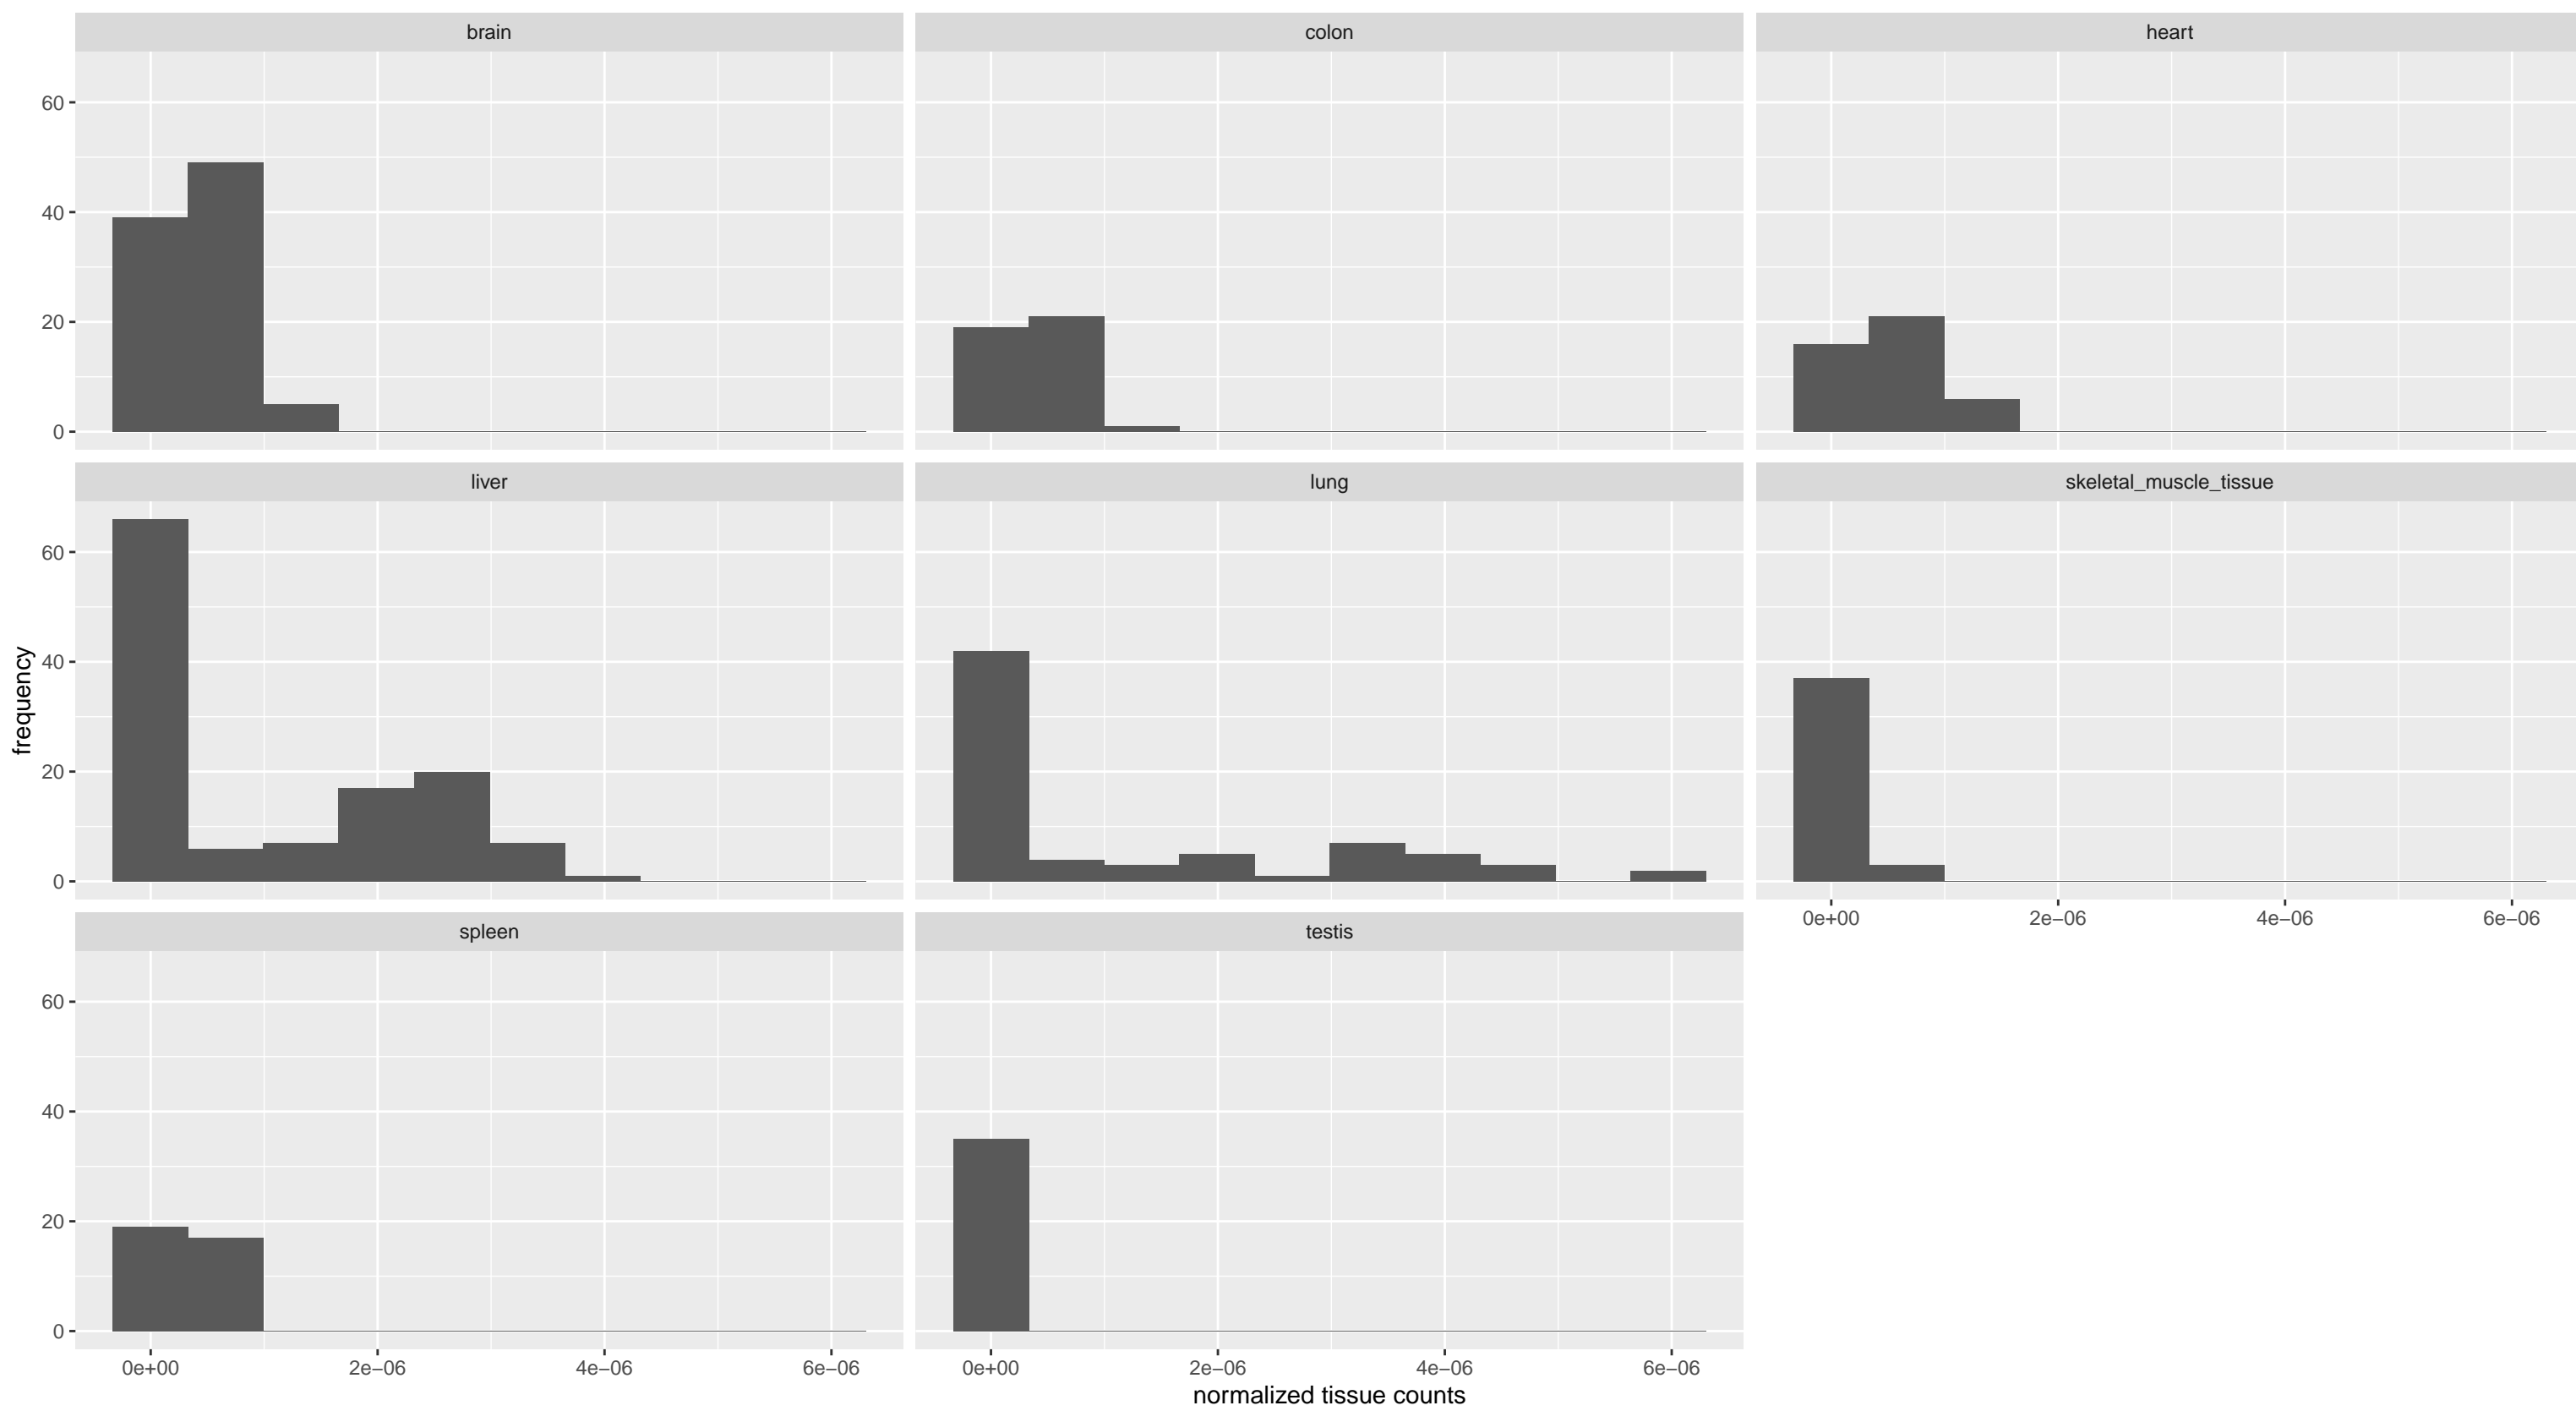 brain
colon
heart
60
40
20
0
liver
lung
skeletal_muscle_tissue
60
40
20
0
frequency
0e+00 2e−06 4e−06 6e−06
spleen
testis
60
40
20
0
0e+00 2e−06 4e−06 6e−06
0e+00 2e−06 4e−06 6e−06
normalized tissue counts